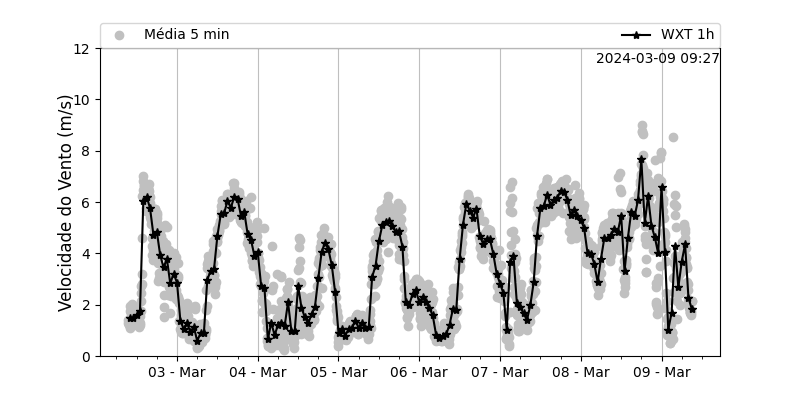 Média 5 min
WXT 1h
2024-03-09 09:27
Velocidade do Vento (m/s)
12
10
8
6
4
2
0
03 - Mar
04 - Mar
05 - Mar
06 - Mar
07 - Mar
08 - Mar
09 - Mar